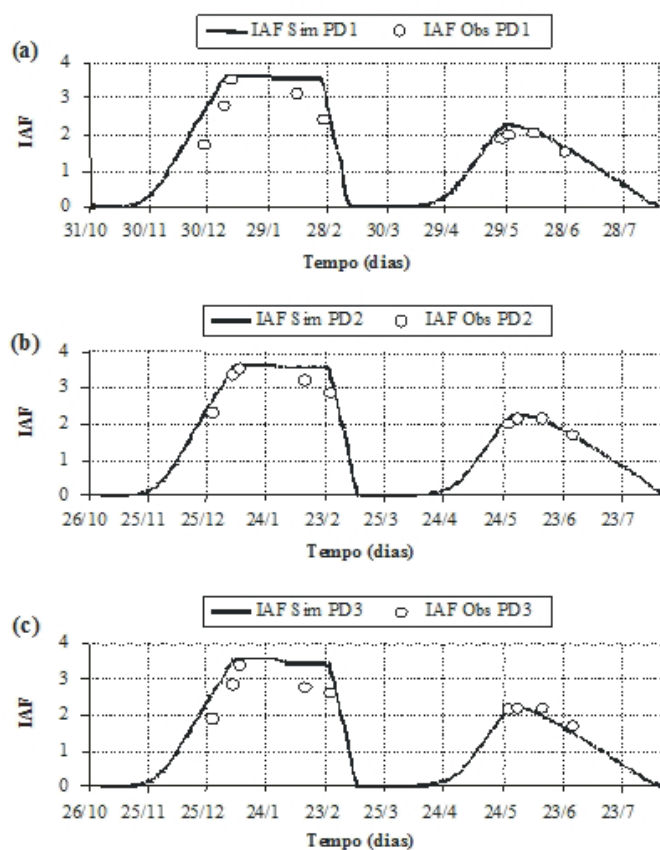 (a)
IAF Sim PD1 IAF Obs PD1
4
3
2
1
0
IAF
31/10 30/11 30/12 29/1 28/2 30/3 29/4 29/5 28/6 28/7
Tempo (dias)
(b)
IAF Sim PD2 IAF Obs PD2
4
3
2
1
0
IAF
26/10 25/11 25/12 24/1 23/2 25/3 24/4 24/5 23/6 23/7
Tempo (dias)
(c)
IAF Sim PD3 IAF Obs PD3
4
3
2
1
0
IAF
26/10 25/11 25/12 24/1 23/2 25/3 24/4 24/5 23/6 23/7
Tempo (dias)